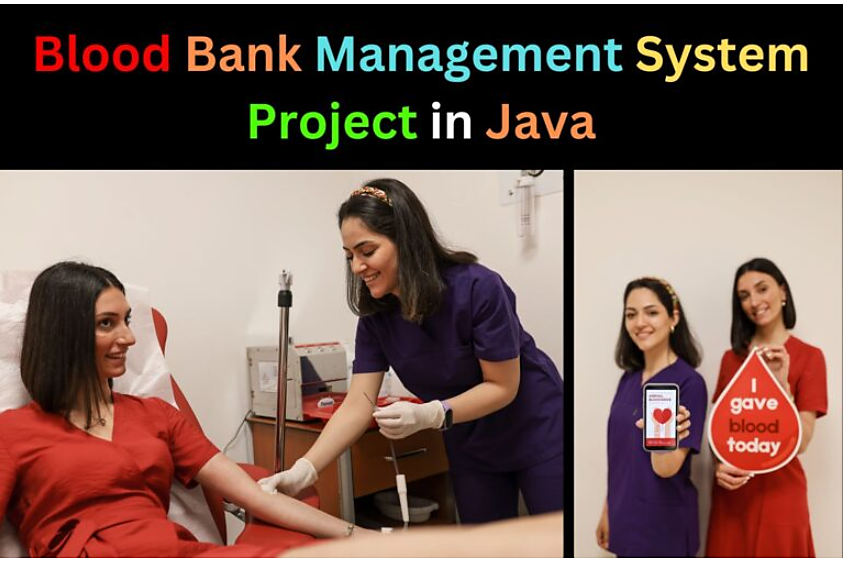 Blood Bank Management System
Project in Java
I
gave
blood
today